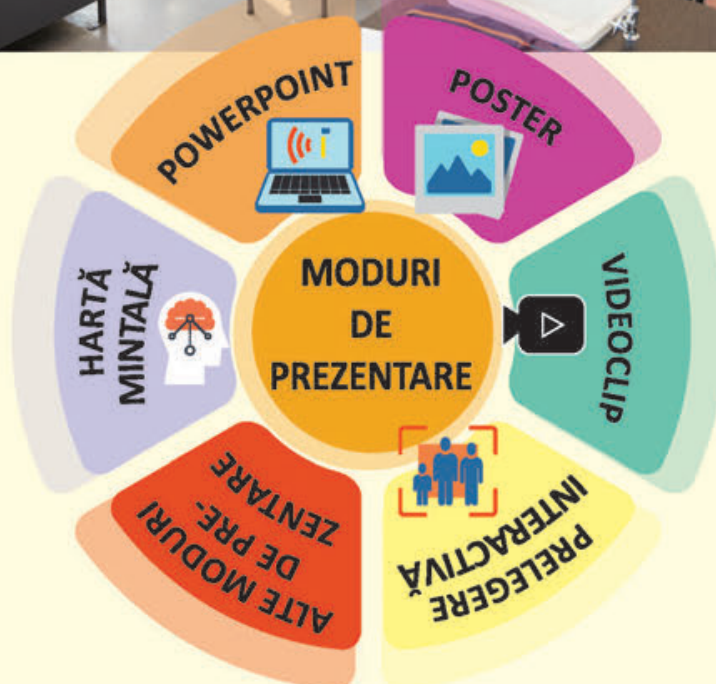 POWERPOINT
POSTER
HARTĂ
MINTALĂ
MODURI
DE
PREZENTARE
VIDEOCLIP
ALTE MODURI
DE PRE-
ZENTARE
PRELEGERE
INTERACTIVĂ